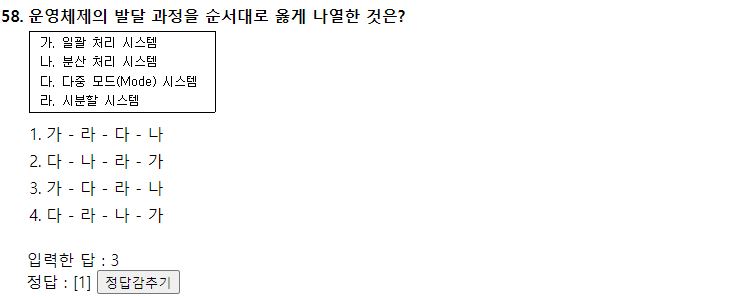 58. 운영체제의 발달 과정을 순서대로 옳게 나열한 것은?
가. 일괄 처리 시스템
나. 분산 처리 시스템
다. 다중 모드(Mode) 시스템
라. 시분할 시스템
1. 가 - 라 - 다 - 나
2. 다 - 나 - 라 - 가
3. 가 - 다 - 라 - 나
4. 다 - 라 - 나 - 가
입력한 답 : 3
정답 : [1] 정답감추기